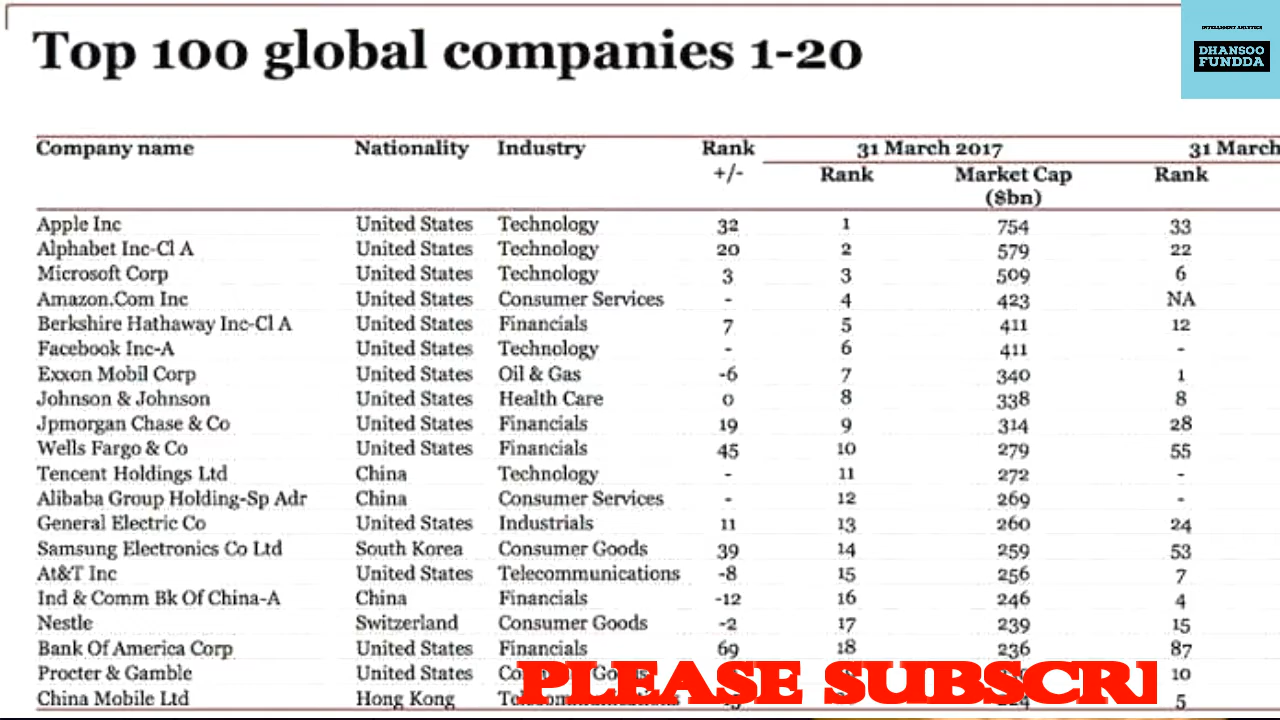 INTELLIGENT ANLYTICS
DHANSOO
FUNDDA
Top 100 global companies 1-20
Company name Nationality Industry Rank 31 March 2017 31 March
+/- Rank Market Cap Rank
($bn)
Apple Inc United States Technology 32 1 754 33
Alphabet Inc-Cl A United States Technology 20 2 579 22
Microsoft Corp United States Technology 3 3 509 6
Amazon.Com Inc United States Consumer Services - 4 423 NA
Berkshire Hathaway Inc-Cl A United States Financials 7 5 411 12
Facebook Inc-A United States Technology - 6 411 -
Exxon Mobil Corp United States Oil & Gas -6 7 340 1
Johnson & Johnson United States Health Care 0 8 338 8
Jpmorgan Chase & Co United States Financials 19 9 314 28
Wells Fargo & Co United States Financials 45 10 279 55
Tencent Holdings Ltd China Technology - 11 272 -
Alibaba Group Holding-Sp Adr China Consumer Services - 12 269 -
General Electric Co United States Industrials 11 13 260 24
Samsung Electronics Co Ltd South Korea Consumer Goods 39 14 259 53
At&T Inc United States Telecommunications -8 15 256 7
Ind & Comm Bk Of China-A China Financials -12 16 246 4
Nestle Switzerland Consumer Goods -2 17 239 15
Bank Of America Corp United States Financials 69 18 236 87
Procter & Gamble United States 10
China Mobile Ltd Hong Kong 5
PLEASE SUBSCRI